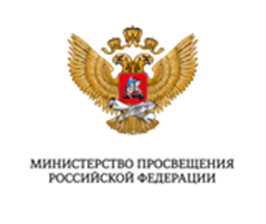 МИНИСТЕРСТВО ПРОСВЕЩЕНИЯ
РОССИЙСКОЙ ФЕДЕРАЦИИ